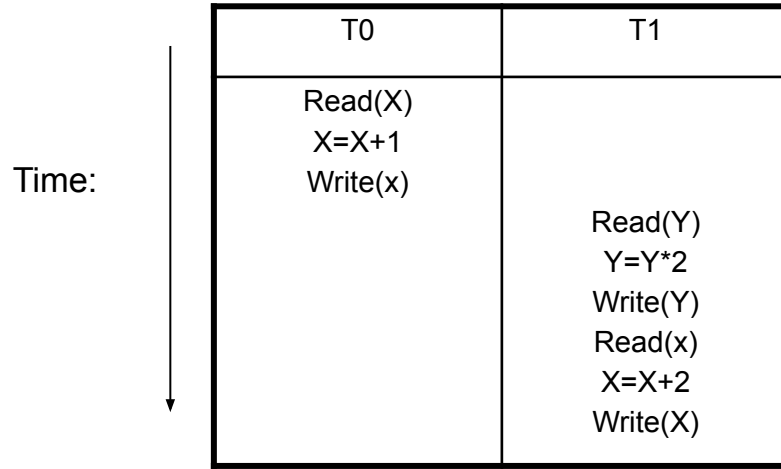 T0 T1
Read(X)
X=X+1
Time:
Write(x)
Read(Y)
Y=Y*2
Write(Y)
Read(x)
X=X+2
Write(X)